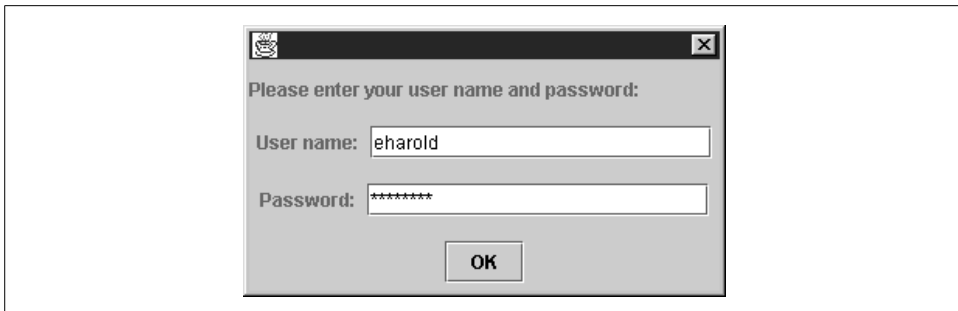 Please enter your user name and password:
User name: eharold
Password: ********
OK